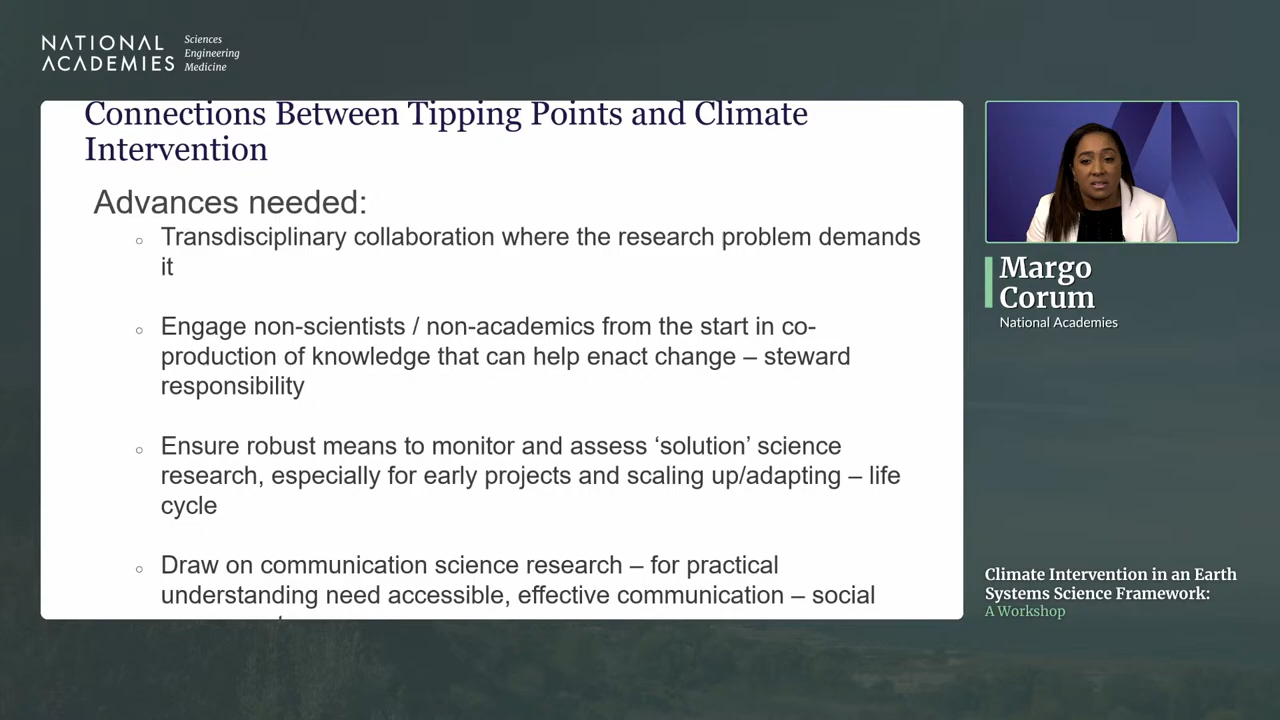 NATIONAL
ACADEMIES
Sciences
Engineering
Medicine
Connections Between Tipping Points and Climate
Intervention
Advances needed:
○ Transdisciplinary collaboration where the research problem demands
it
○ Engage non-scientists / non-academics from the start in co-
production of knowledge that can help enact change – steward
responsibility
○ Ensure robust means to monitor and assess ‘solution’ science
research, especially for early projects and scaling up/adapting – life
cycle
○ Draw on communication science research – for practical
understanding need accessible, effective communication – social
Margo
Corum
National Academies
Climate Intervention in an Earth
Systems Science Framework:
A Workshop